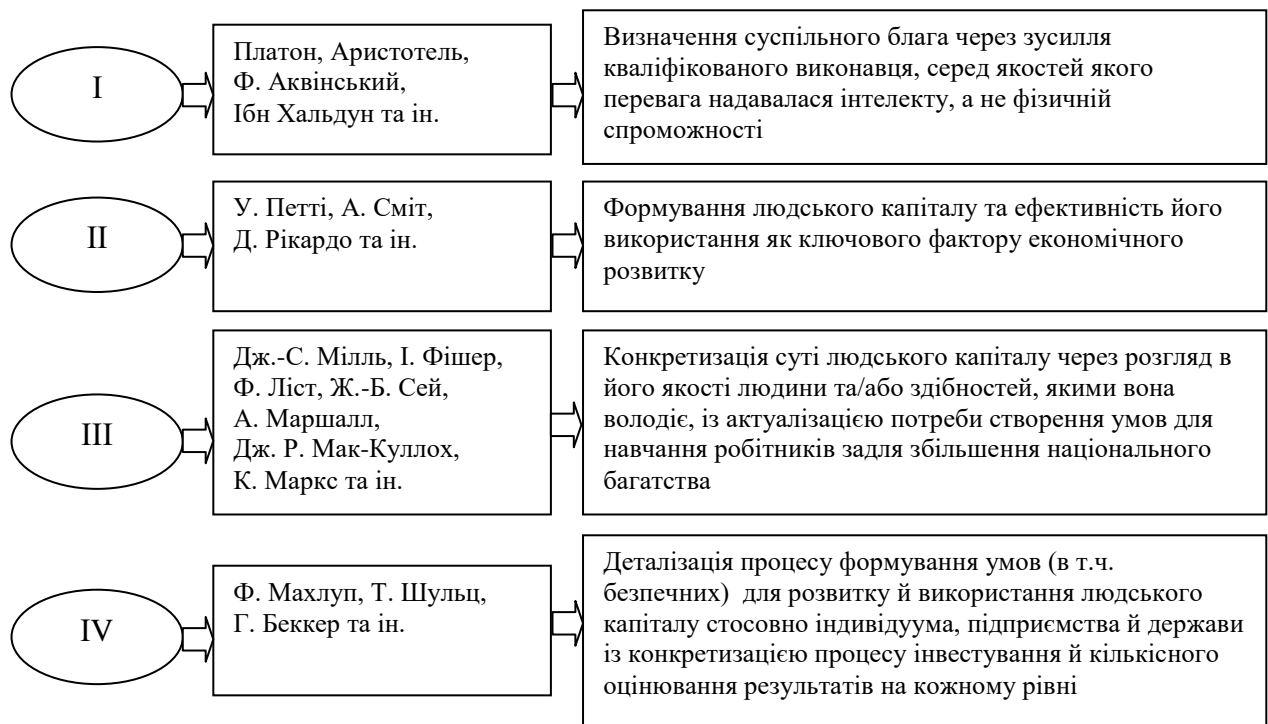 I
Платон, Аристотель,
Ф. Аквінський,
Ібн Хальдун та ін.
Визначення суспільного блага через зусилля
кваліфікованого виконавця, серед якостей якого
перевага надавалася інтелекту, а не фізичній
спроможності
II
У. Петті, А. Сміт,
Д. Рікардо та ін.
Формування людського капіталу та ефективність його
використання як ключового фактору економічного
розвитку
III
Дж.-С. Мілль, І. Фішер,
Ф. Ліст, Ж.-Б. Сей,
А. Маршалл,
Дж. Р. Мак-Куллох,
К. Маркс та ін.
Конкретизація суті людського капіталу через розгляд в
його якості людини та/або здібностей, якими вона
володіє, із актуалізацією потреби створення умов для
навчання робітників задля збільшення національного
багатства
IV
Ф. Махлуп, Т. Шульц,
Г. Беккер та ін.
Деталізація процесу формування умов (в т.ч.
безпечних) для розвитку й використання людського
капіталу стосовно індивідуума, підприємства й держави
із конкретизацією процесу інвестування й кількісного
оцінювання результатів на кожному рівні